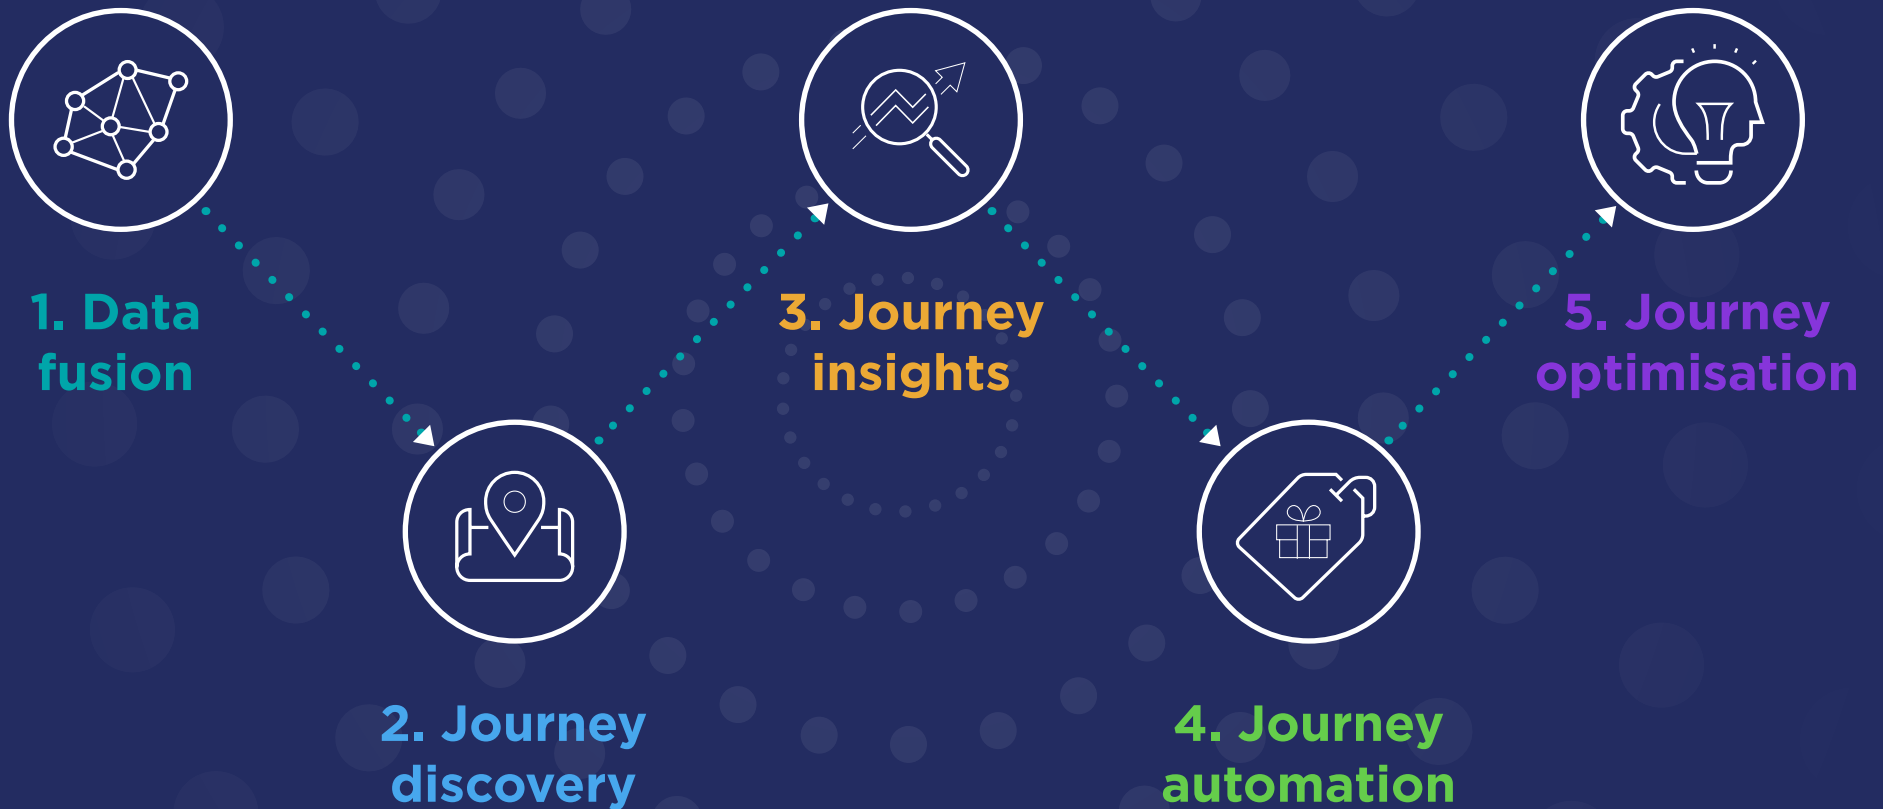 1. Data
fusion
2. Journey
discovery
3. Journey
insights
4. Journey
automation
5. Journey
optimisation